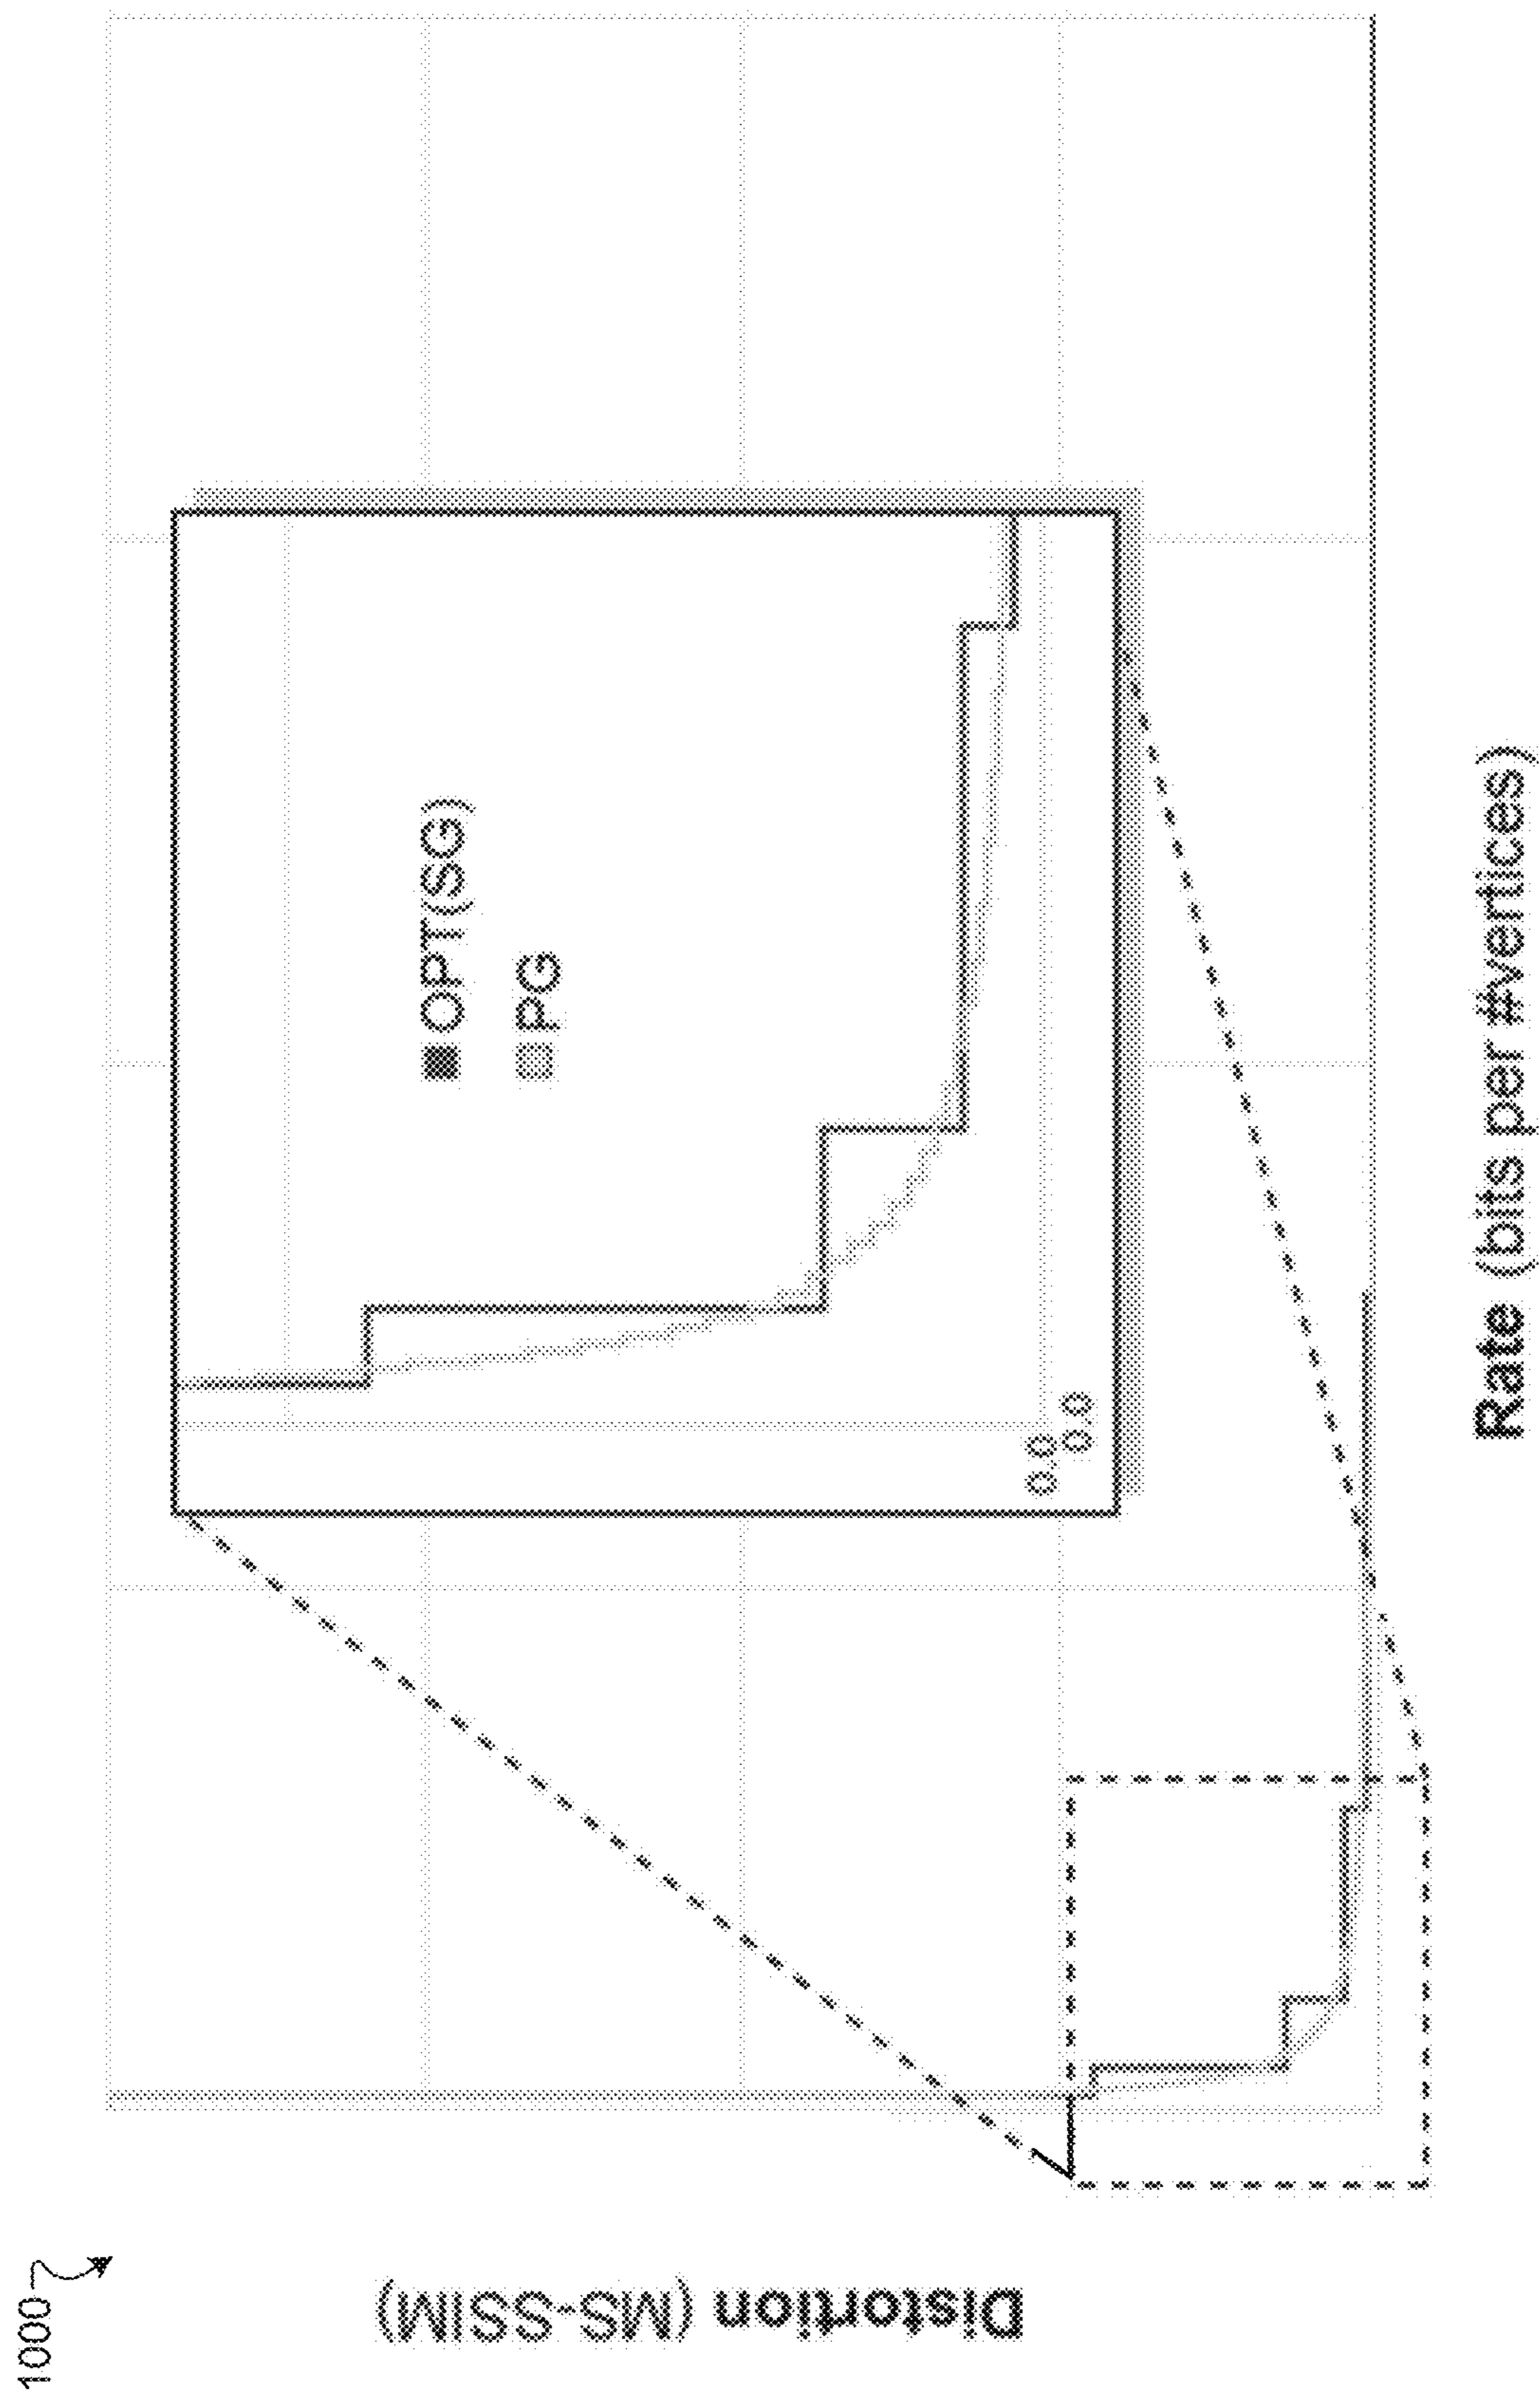 1000
Distortion (MS-SSIM)
OPT(SG)
PG
0.0
0.0
Rate (bits per #vertices)